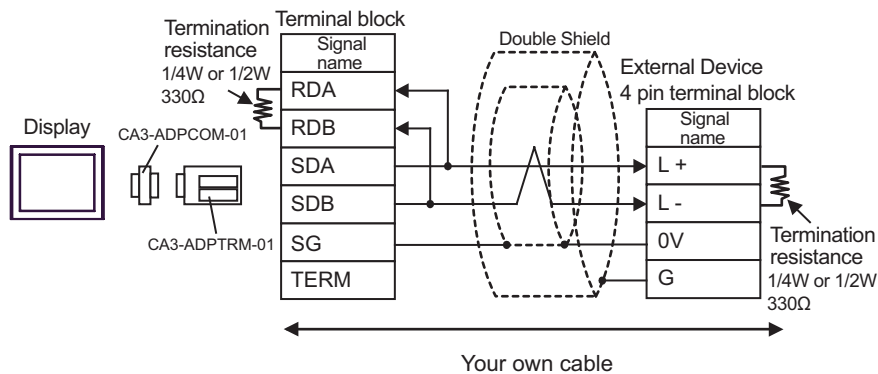 Termination
resistance
1/4W or 1/2W
330Ω
Terminal block
Signal
name
RDA
RDB
SDA
SDB
SG
TERM
Display
CA3-ADPCOM-01
CA3-ADPTRM-01
Double Shield
External Device
4 pin terminal block
Signal
name
L +
L -
0V
G
Termination
resistance
1/4W or 1/2W
330Ω
Your own cable